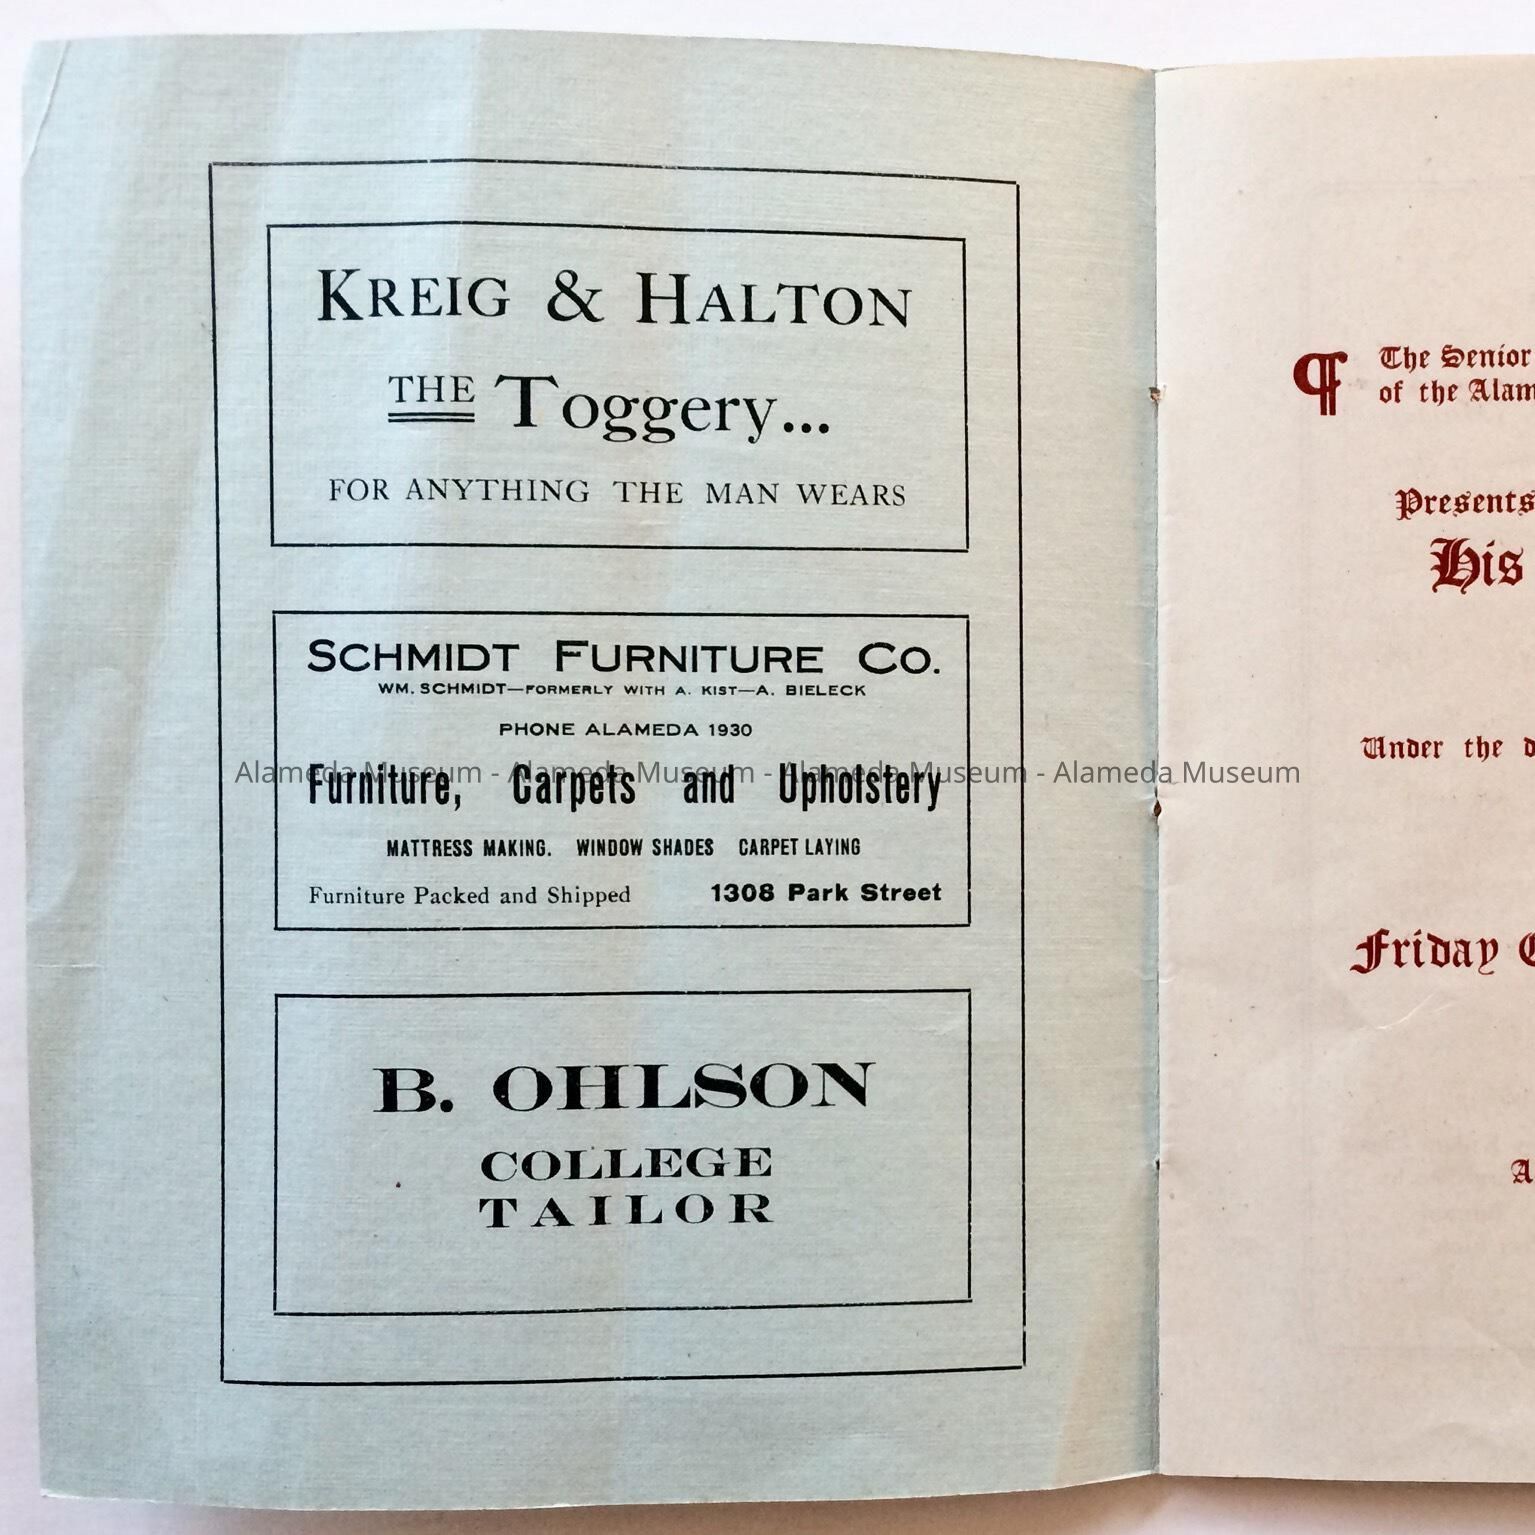 KREIG & HALTON
THE Toggery...
FOR ANYTHING THE MAN WEARS
SCHMIDT FURNITURE CO.
WM. SCHMIDT—FORMERLY WITH A. KIST—A. BIELECK
PHONE ALAMEDA 1930
Furniture, Carpets and Upholstery
MATTRESS MAKING. WINDOW SHADES CARPET LAYING
Furniture Packed and Shipped 1308 Park Street
B. OHLSON
COLLEGE
TAILOR
¶ The Senior
of the Alam
Presents
His
Under the d
Friday
A
Alameda Museum - Alameda Museum - Alameda Museum - Alameda Museum